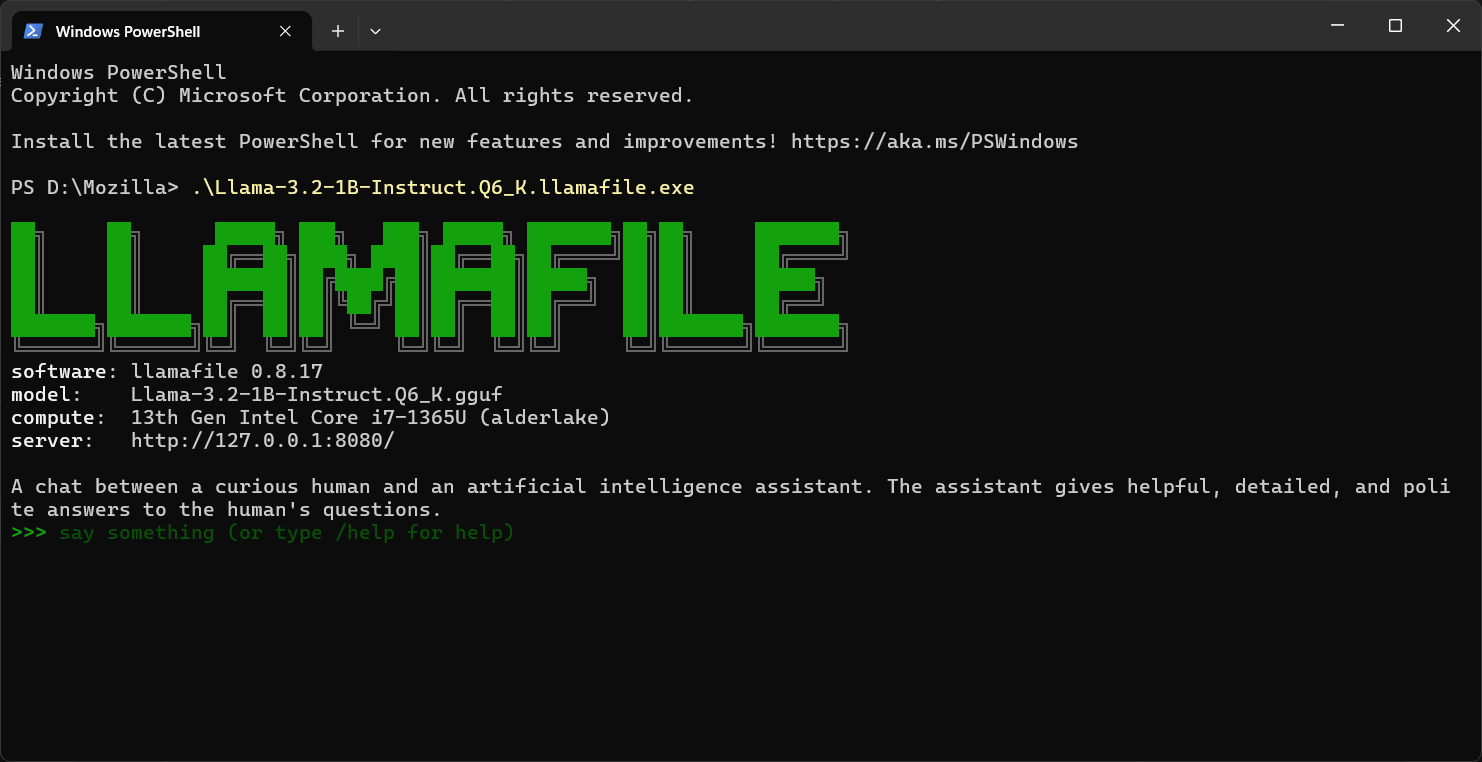 Windows PowerShell
Windows PowerShell
Copyright (C) Microsoft Corporation. All rights reserved.
Install the latest PowerShell for new features and improvements! https://aka.ms/PSWindows
PS D:\Mozilla> .\Llama-3.2-1B-Instruct.Q6_K.llamafile.exe
LLAMAFILE
software: llamafile 0.8.17
model:    Llama-3.2-1B-Instruct.Q6_K.gguf
compute:  13th Gen Intel Core i7-1365U (alderlake)
server:   http://127.0.0.1:8080/
A chat between a curious human and an artificial intelligence assistant. The assistant gives helpful, detailed, and poli
te answers to the human's questions.
>>> say something (or type /help for help)